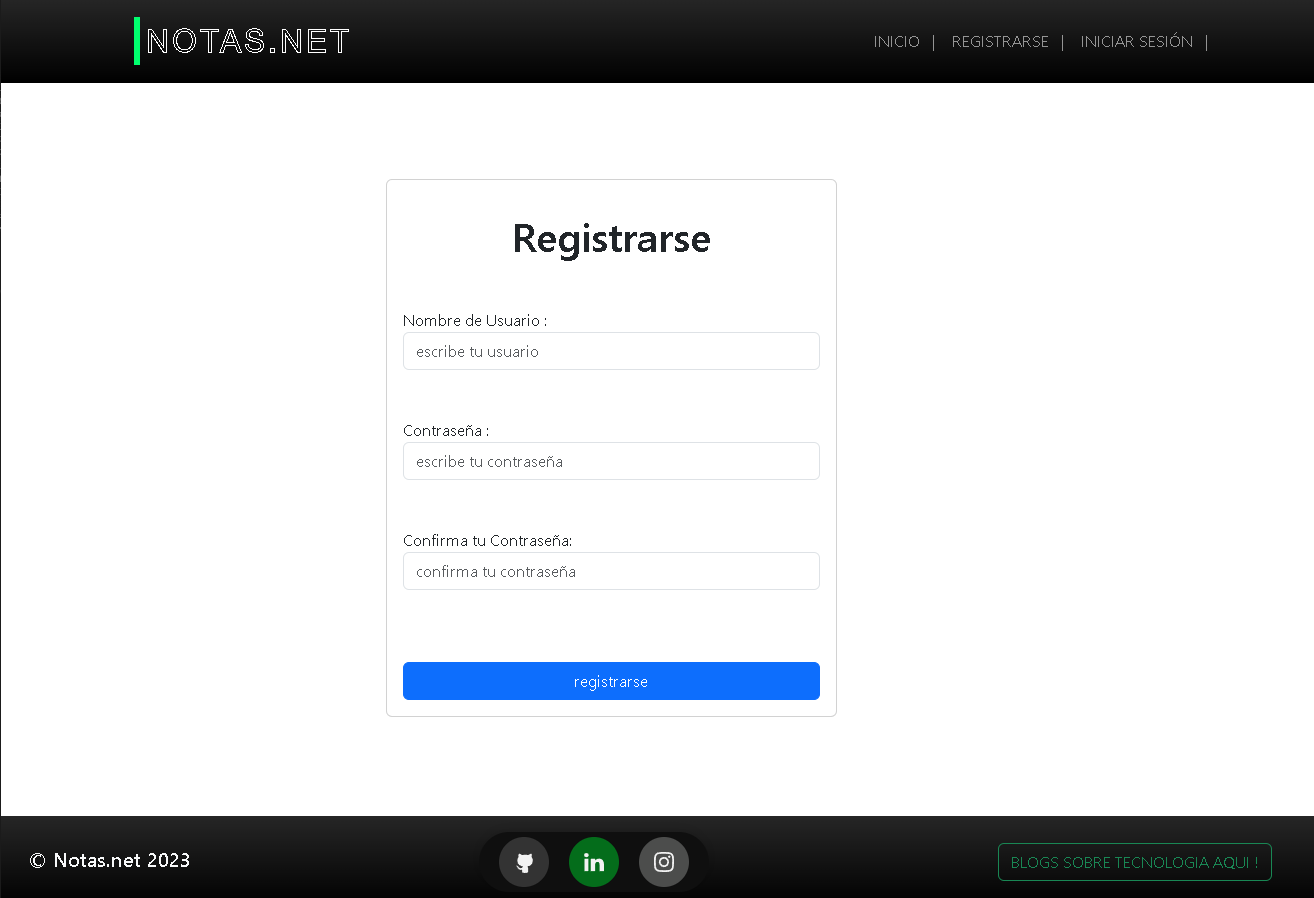 NOTAS.NET
INICIO | REGISTRARSE | INICIAR SESIÓN |
Registrarse
Nombre de Usuario :
escribe tu usuario
Contraseña :
escribe tu contraseña
Confirma tu Contraseña:
confirma tu contraseña
registrarse
© Notas.net 2023
in
BLOGS SOBRE TECNOLOGIA AQUI !